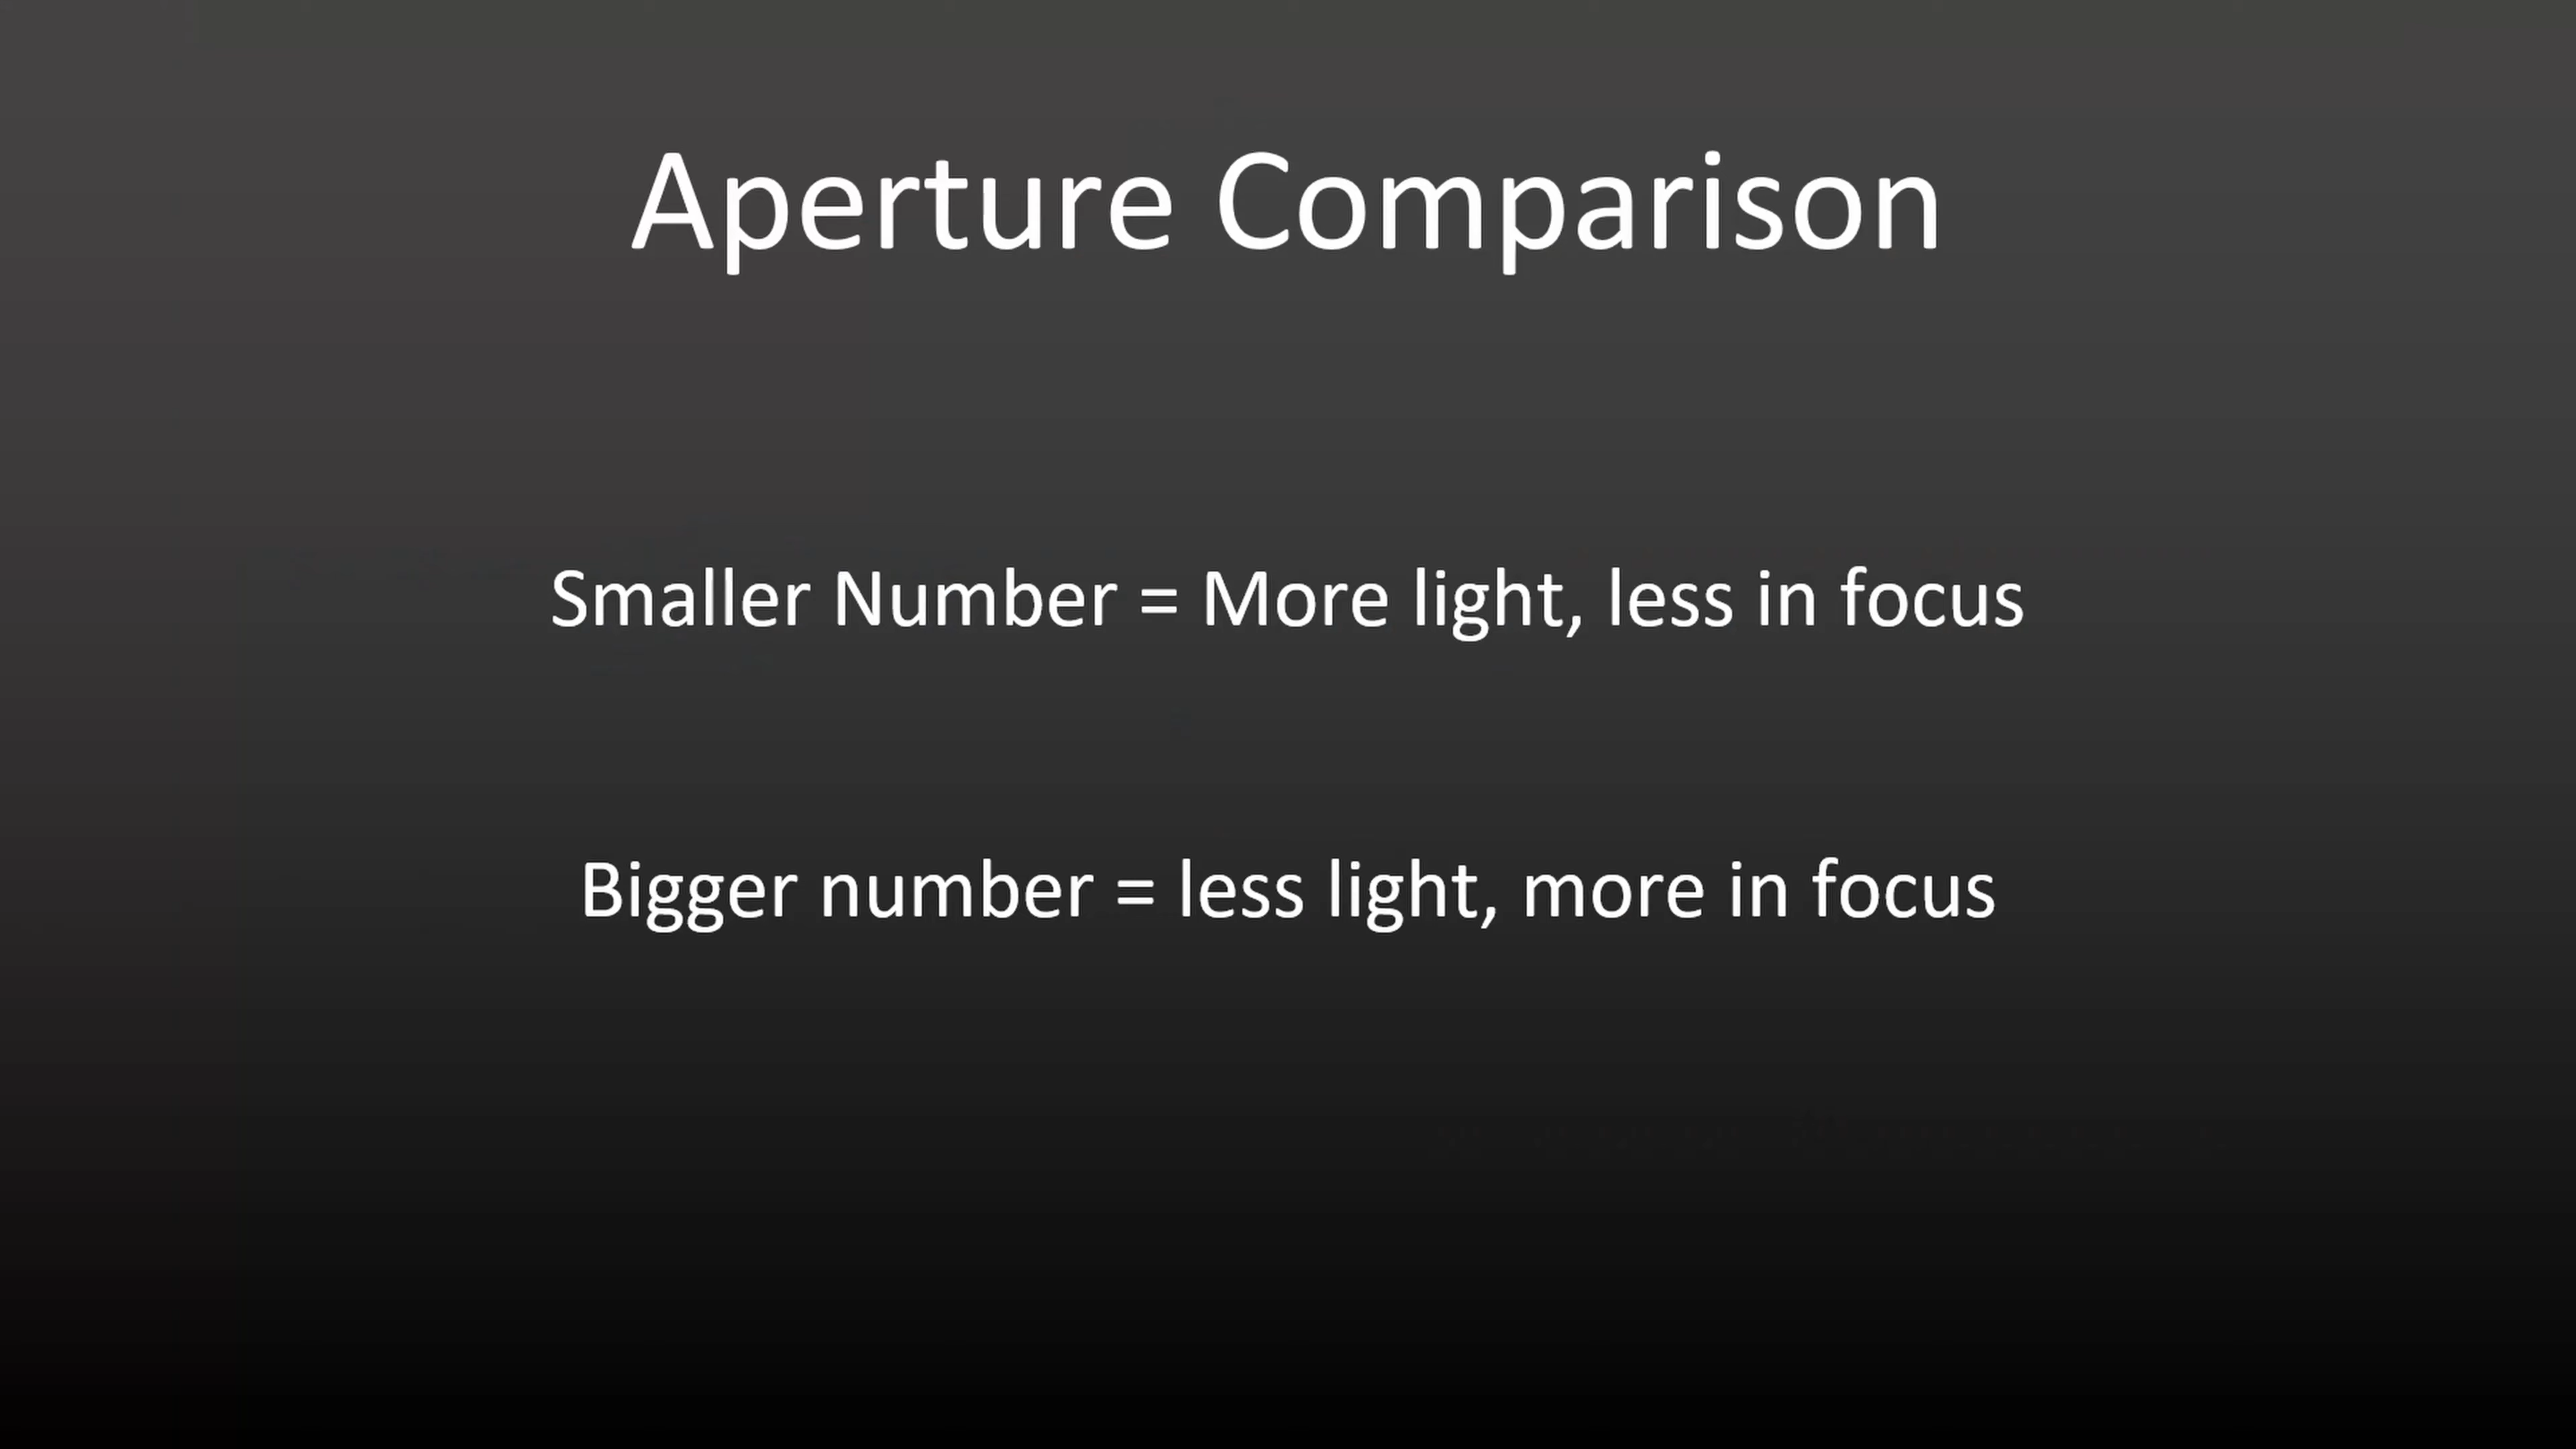 Aperture Comparison
Smaller Number = More light, less in focus
Bigger number = less light, more in focus